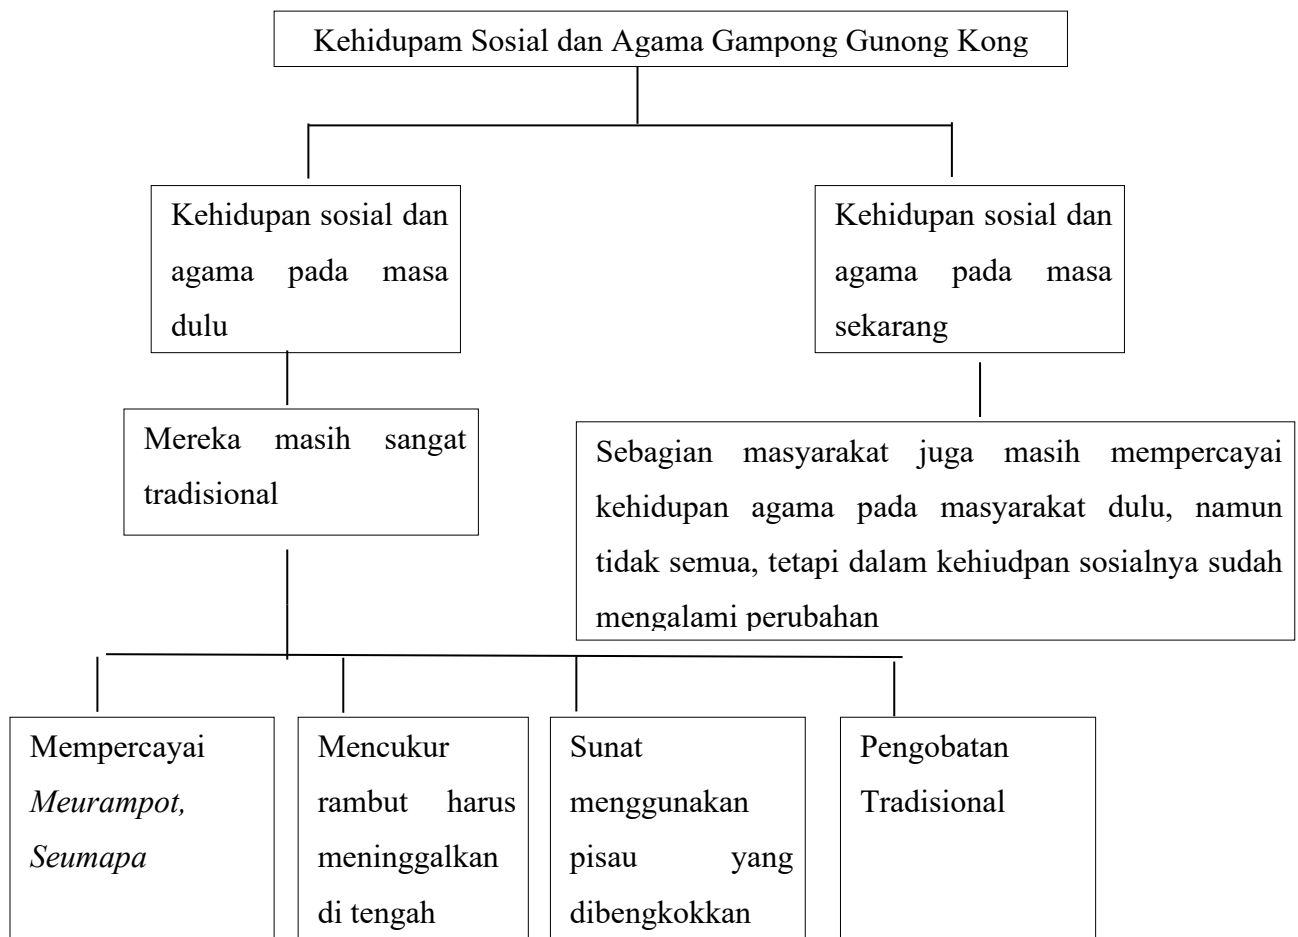 Kehidupam Sosial dan Agama Gampong Gunong Kong
Kehidupan sosial dan
agama pada masa
dulu
Kehidupan sosial dan
agama pada masa
sekarang
Mereka masih sangat
tradisional
Sebagian masyarakat juga masih mempercayai
kehidupan agama pada masyarakat dulu, namun
tidak semua, tetapi dalam kehiudpan sosialnya sudah
mengalami perubahan
Mempercayai
Meurampot,
Seumapa
Mencukur
rambut harus
meninggalkan
di tengah
Sunat
menggunakan
pisau yang
dibengkokkan
Pengobatan
Tradisional